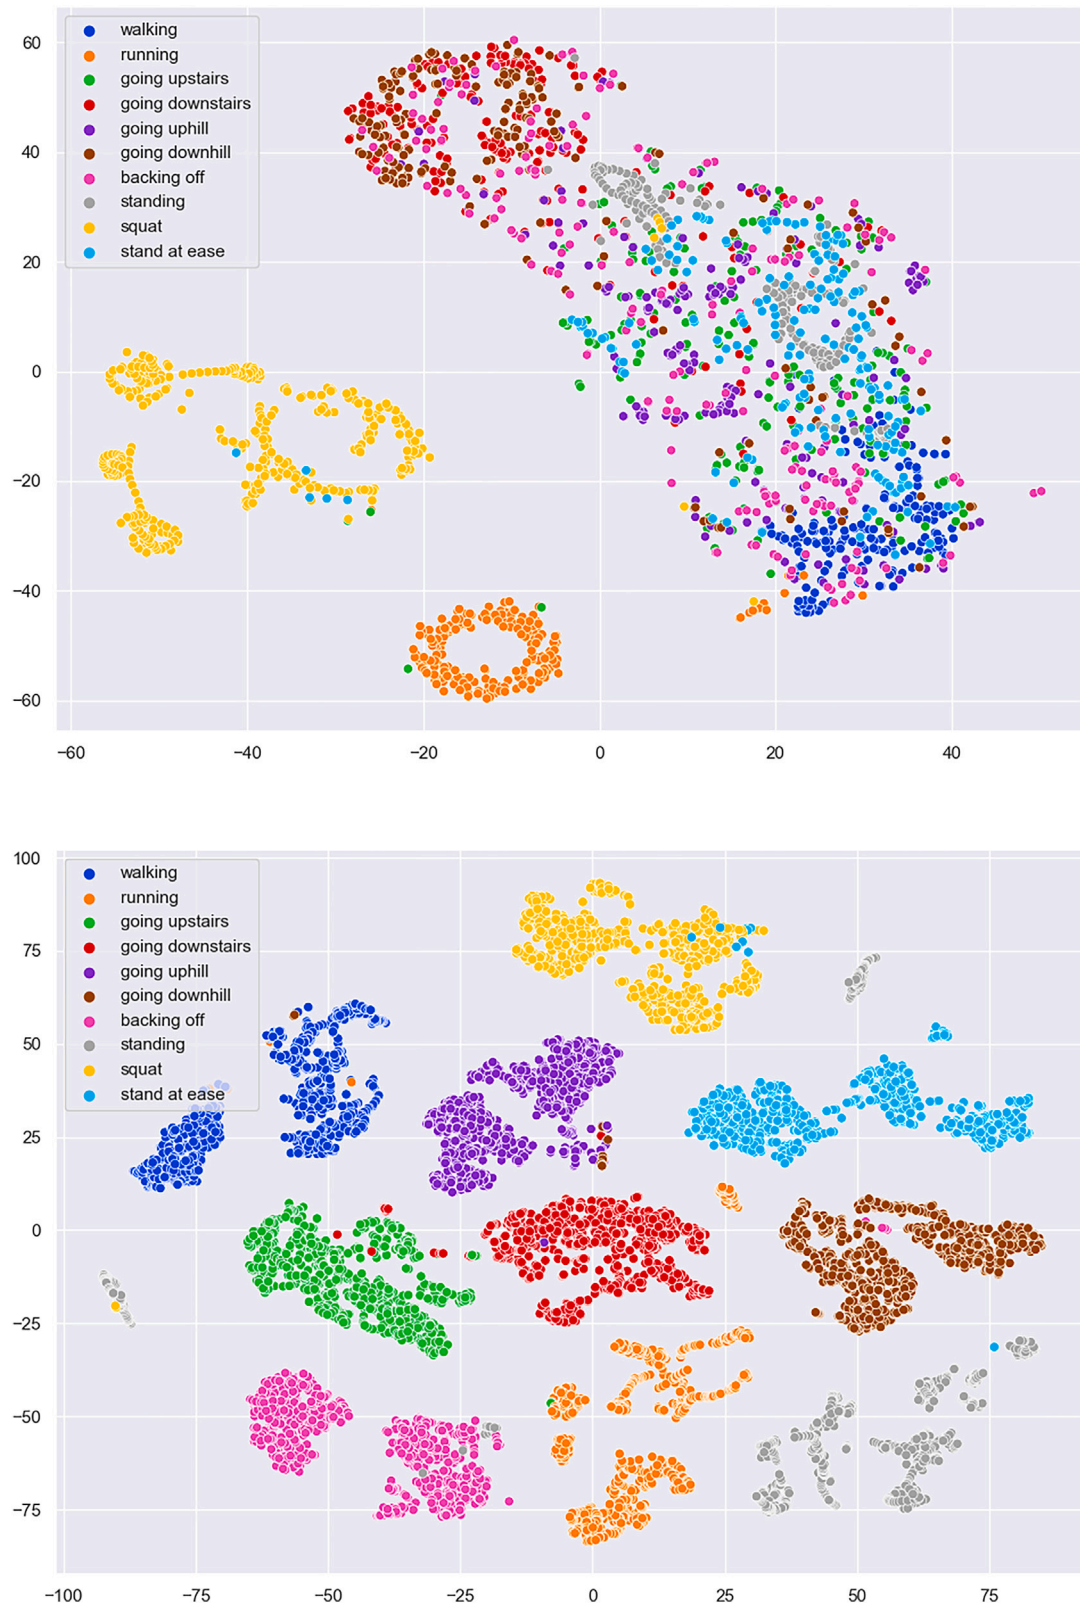 walking
running
going upstairs
going downstairs
going uphill
going downhill
backing off
standing
squat
stand at ease
60
40
20
0
−20
−40
−60
−60 −40 −20 0 20 40
walking
running
going upstairs
going downstairs
going uphill
going downhill
backing off
standing
squat
stand at ease
100
75
50
25
0
−25
−50
−75
−100 −75 −50 −25 0 25 50 75